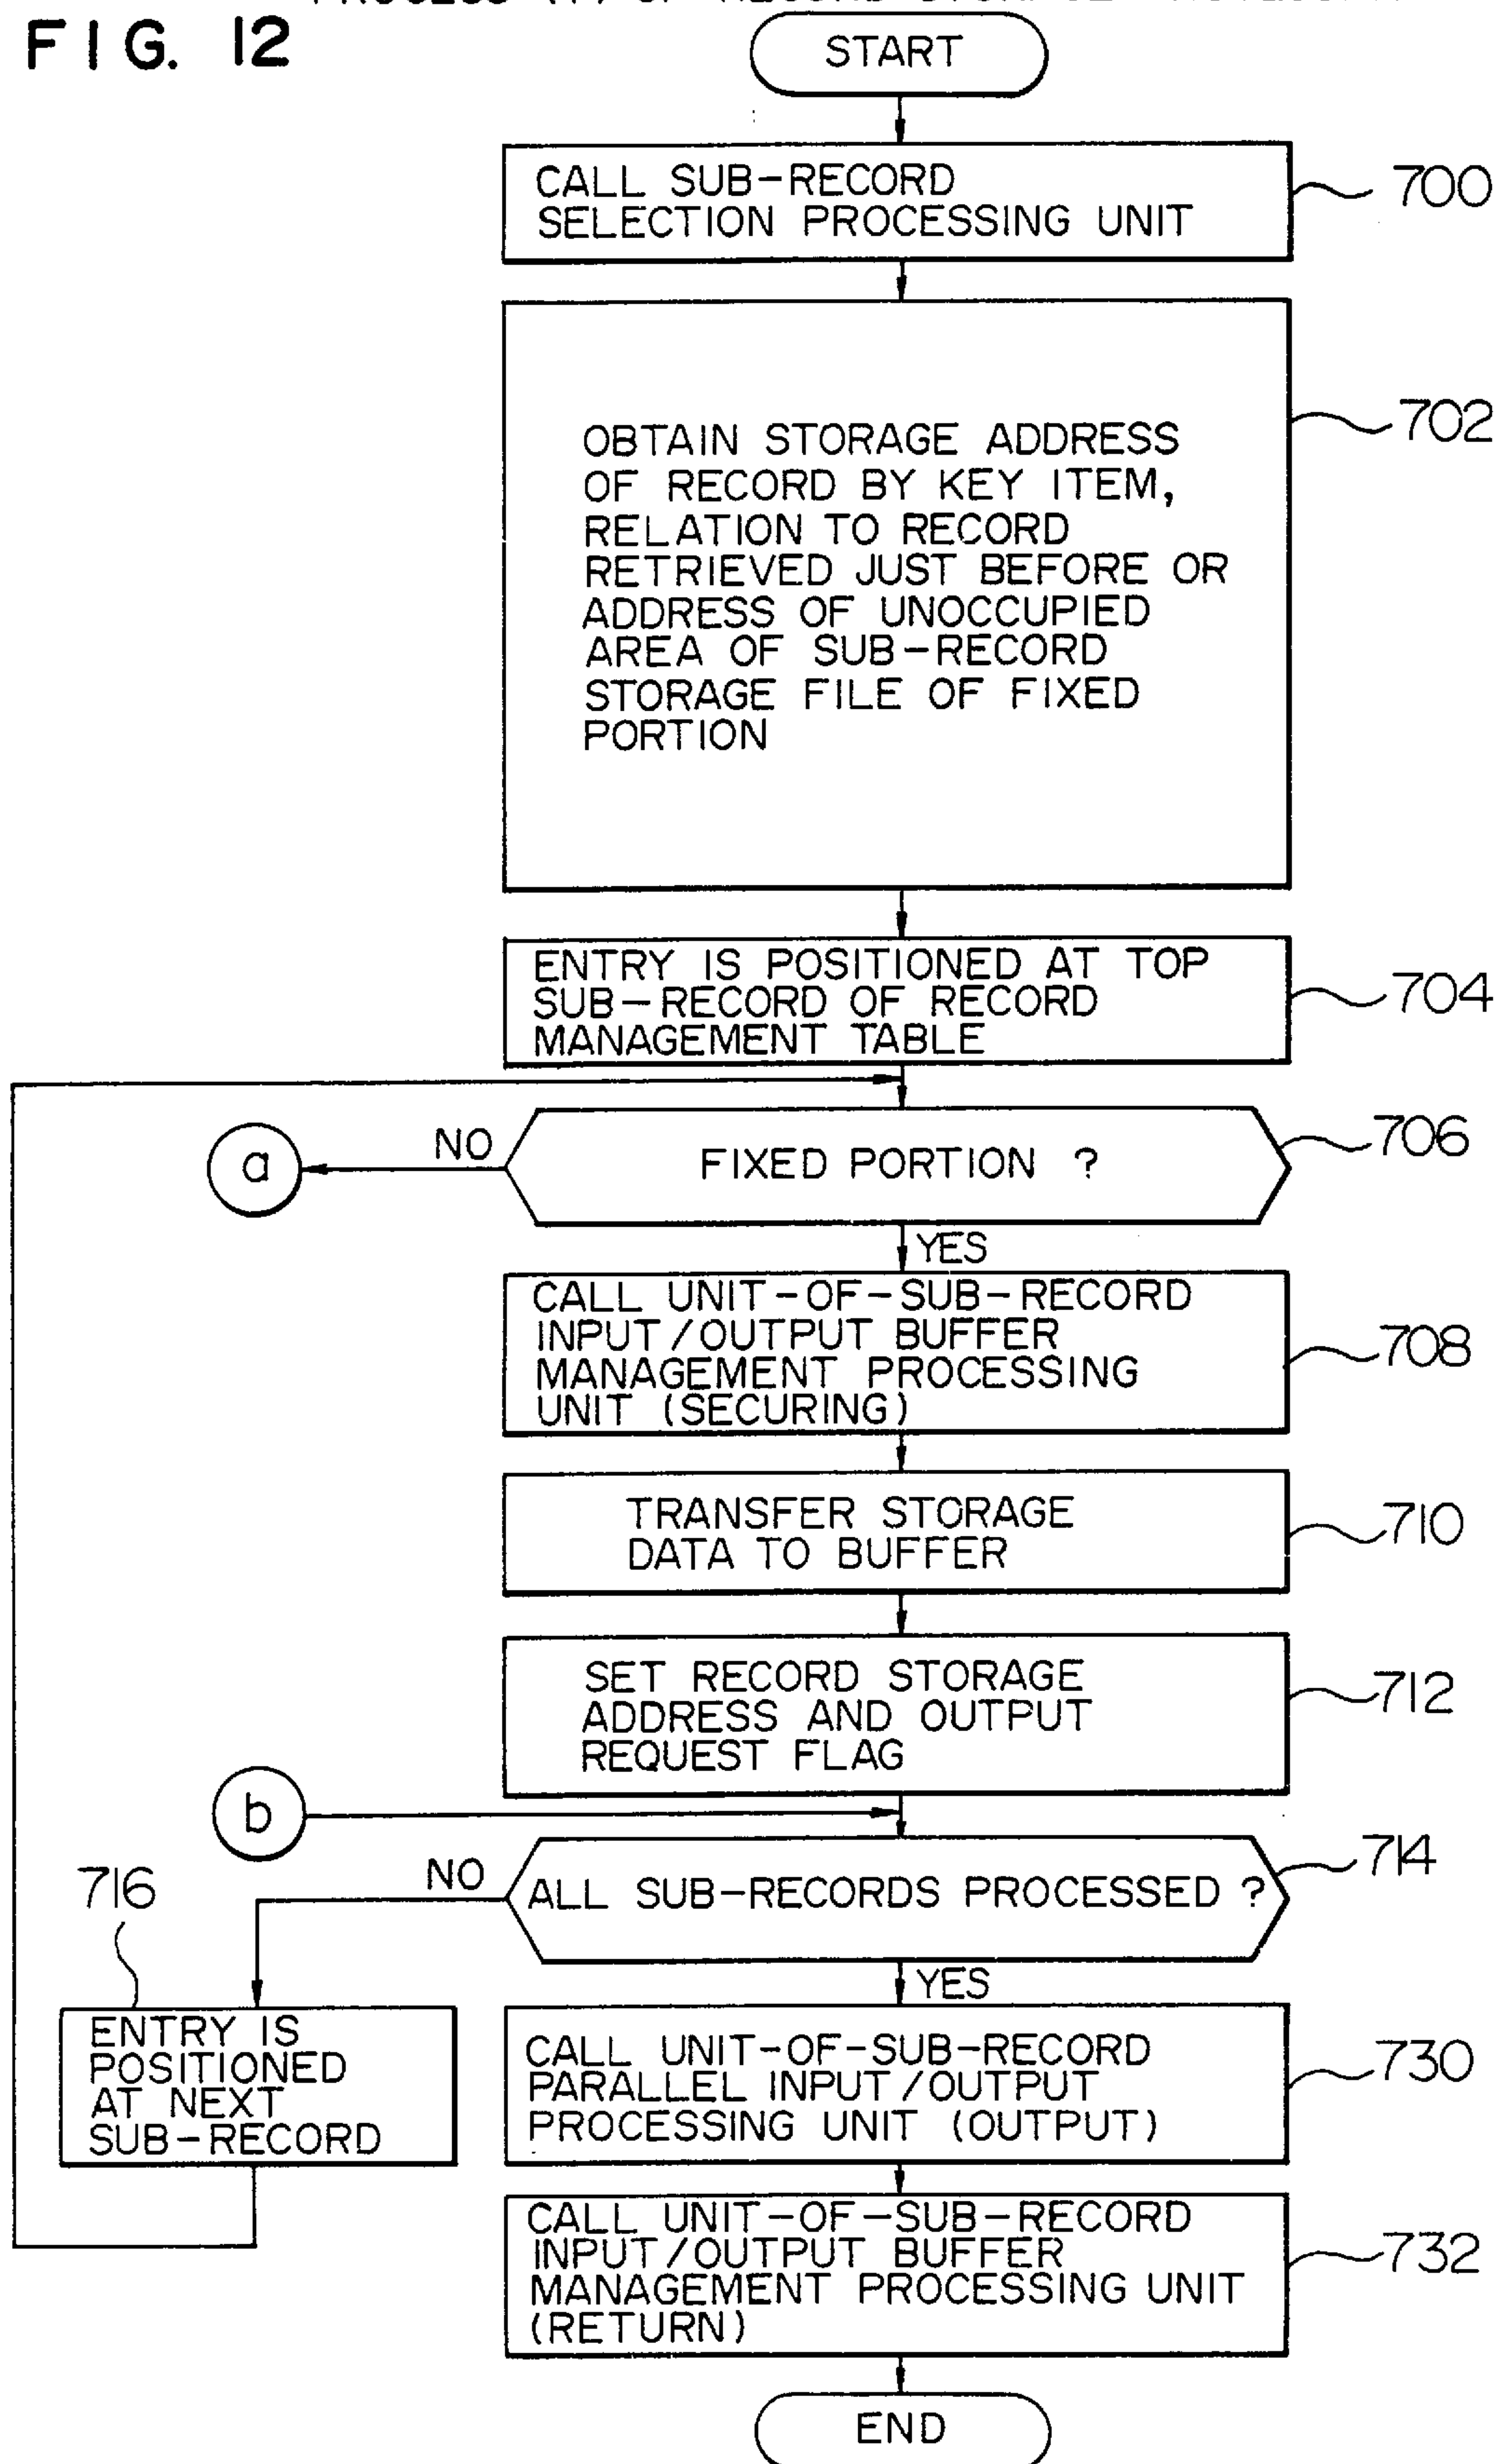 FIG. 12
START
CALL SUB-RECORD
SELECTION PROCESSING UNIT
700
OBTAIN STORAGE ADDRESS
OF RECORD BY KEY ITEM,
RELATION TO RECORD
RETRIEVED JUST BEFORE OR
ADDRESS OF UNOCCUPIED
AREA OF SUB-RECORD
STORAGE FILE OF FIXED
PORTION
702
ENTRY IS POSITIONED AT TOP
SUB-RECORD OF RECORD
MANAGEMENT TABLE
704
a
NO
FIXED PORTION ?
706
YES
CALL UNIT-OF-SUB-RECORD
INPUT/OUTPUT BUFFER
MANAGEMENT PROCESSING
UNIT (SECURING)
708
TRANSFER STORAGE
DATA TO BUFFER
710
SET RECORD STORAGE
ADDRESS AND OUTPUT
REQUEST FLAG
712
b
NO
ALL SUB-RECORDS PROCESSED ?
714
716
YES
ENTRY IS
POSITIONED
AT NEXT
SUB-RECORD
CALL UNIT-OF-SUB-RECORD
PARALLEL INPUT/OUTPUT
PROCESSING UNIT (OUTPUT)
730
CALL UNIT-OF-SUB-RECORD
INPUT/OUTPUT BUFFER
MANAGEMENT PROCESSING UNIT
(RETURN)
732
END